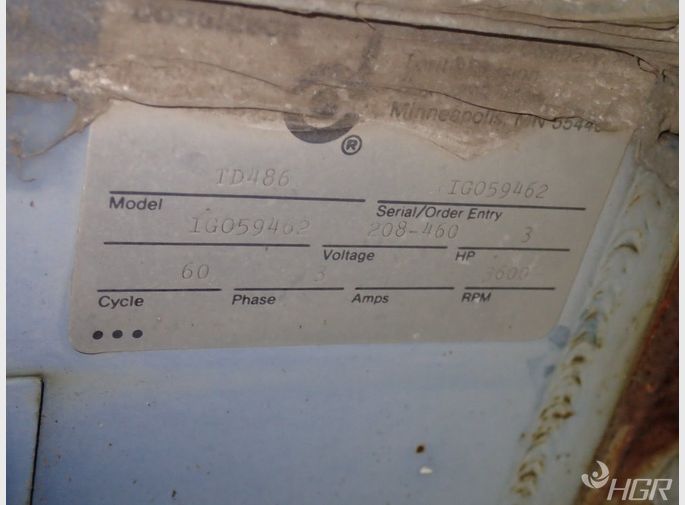 Donaldson
Minneapolis, MN 55440
®
TD486 IG059462
Model Serial/Order Entry
IG059462 208-460 3
Voltage HP
60 3 3600
Cycle Phase Amps RPM
HGR